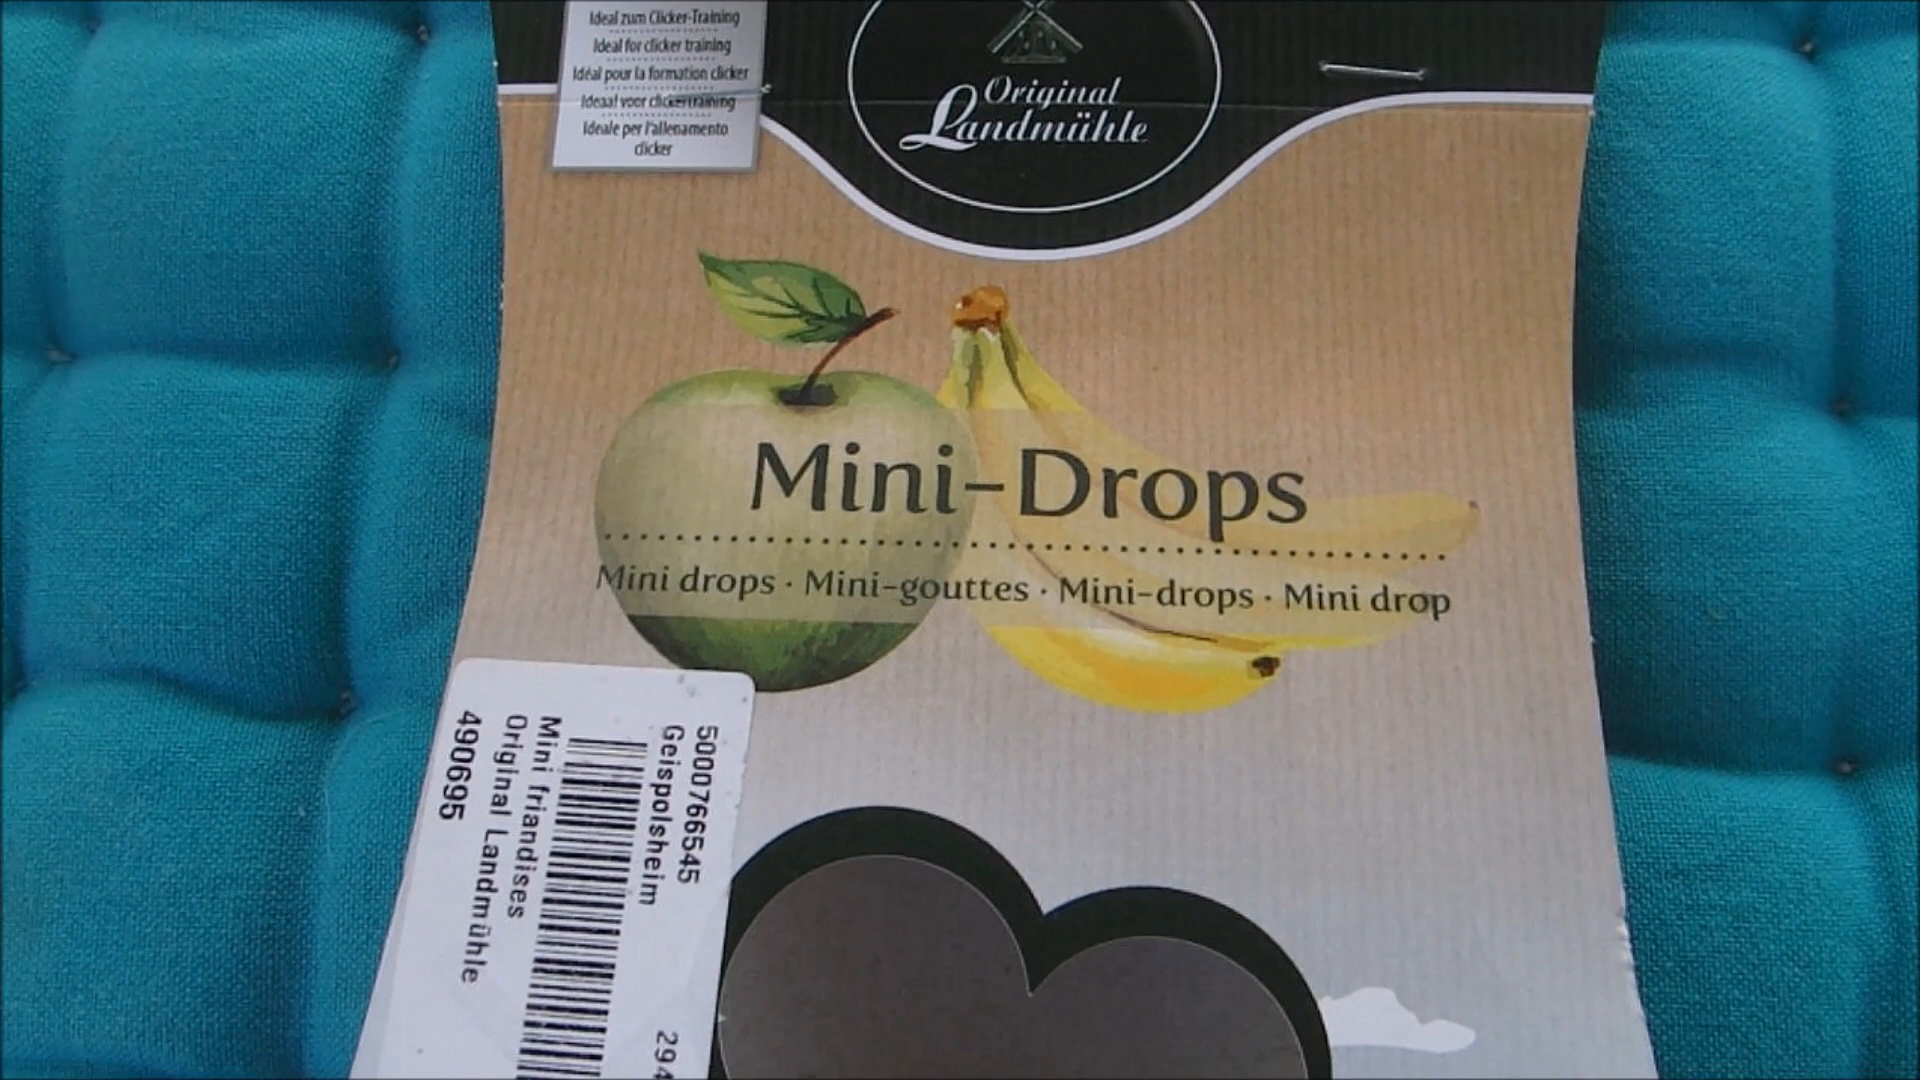 Ideal zum Clicker-Training
Ideal for clicker training
Idéal pour la formation clicker
Ideaal voor clickertraining
Ideale per l'allenamento
clicker
Original
Landmühle
Mini-Drops
Mini drops · Mini-gouttes · Mini-drops · Mini drop
5000766545
Geispolsheim 294
Mini friandises
Original Landmühle
490695